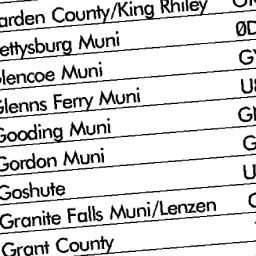 arden County/King Rhiley
ettysburg Muni ØD
lencoe Muni
Glenns Ferry Muni U
Gooding Muni
Gordon Muni
Goshute
Granite Falls Muni/Lenzen
Grant County